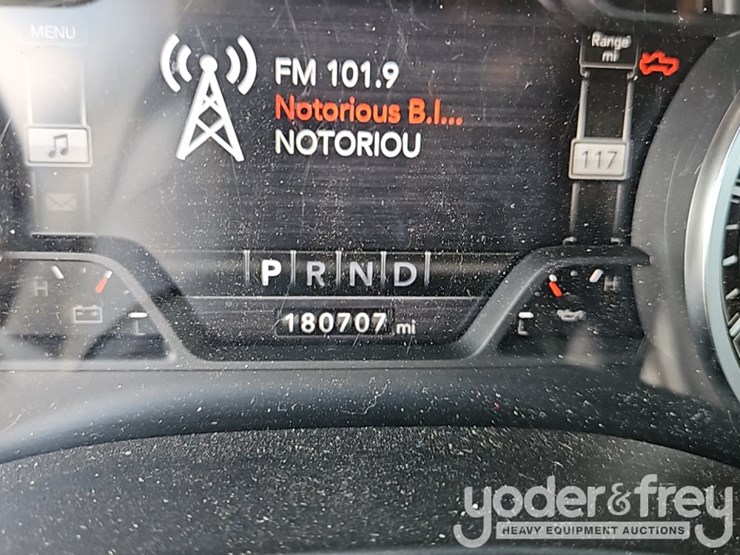 MENU
FM 101.9
Notorious B.I...
NOTORIOU
Range
mi
117
P R N D
H
H
180707 mi
L
L
yoder&frey
HEAVY EQUIPMENT AUCTIONS